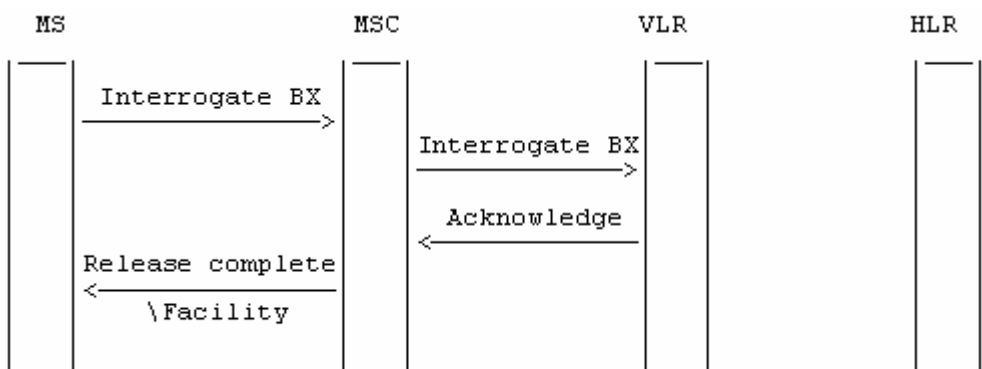 MS MSC VLR HLR
Interrogate BX
Interrogate BX
Acknowledge
Release complete
\Facility